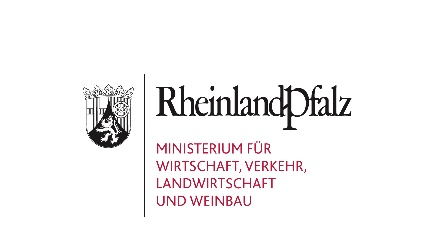 RheinlandPfalz
MINISTERIUM FÜR
WIRTSCHAFT, VERKEHR,
LANDWIRTSCHAFT
UND WEINBAU